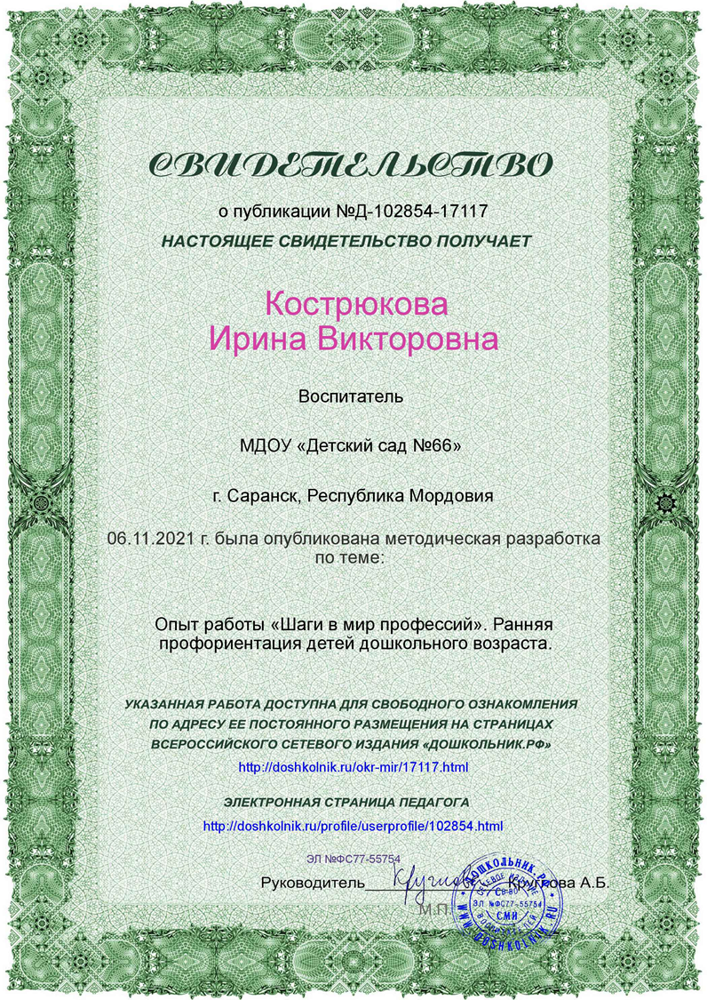 СВИДЕТЕЛЬСТВО
о публикации №Д-102854-17117
НАСТОЯЩЕЕ СВИДЕТЕЛЬСТВО ПОЛУЧАЕТ
Кострюкова
Ирина Викторовна
Воспитатель
МДОУ «Детский сад №66»
г. Саранск, Республика Мордовия
06.11.2021 г. была опубликована методическая разработка
по теме:
Опыт работы «Шаги в мир профессий». Ранняя
профориентация детей дошкольного возраста.
УКАЗАННАЯ РАБОТА ДОСТУПНА ДЛЯ СВОБОДНОГО ОЗНАКОМЛЕНИЯ
ПО АДРЕСУ ЕЕ ПОСТОЯННОГО РАЗМЕЩЕНИЯ НА СТРАНИЦАХ
ВСЕРОССИЙСКОГО СЕТЕВОГО ИЗДАНИЯ «ДОШКОЛЬНИК.РФ»
http://doshkolnik.ru/okr-mir/17117.html
ЭЛЕКТРОННАЯ СТРАНИЦА ПЕДАГОГА
http://doshkolnik.ru/profile/userprofile/102854.html
ЭЛ №ФС77-55754
Руководитель Круглова А.Б.
М.П
ДОШКОЛЬНИК.РФ
СЕТЕВОЕ ИЗДАНИЕ
СВ-ВО
ЭЛ №ФС77-55754
СМИ
WWW.DOSHKOLNIK.RU